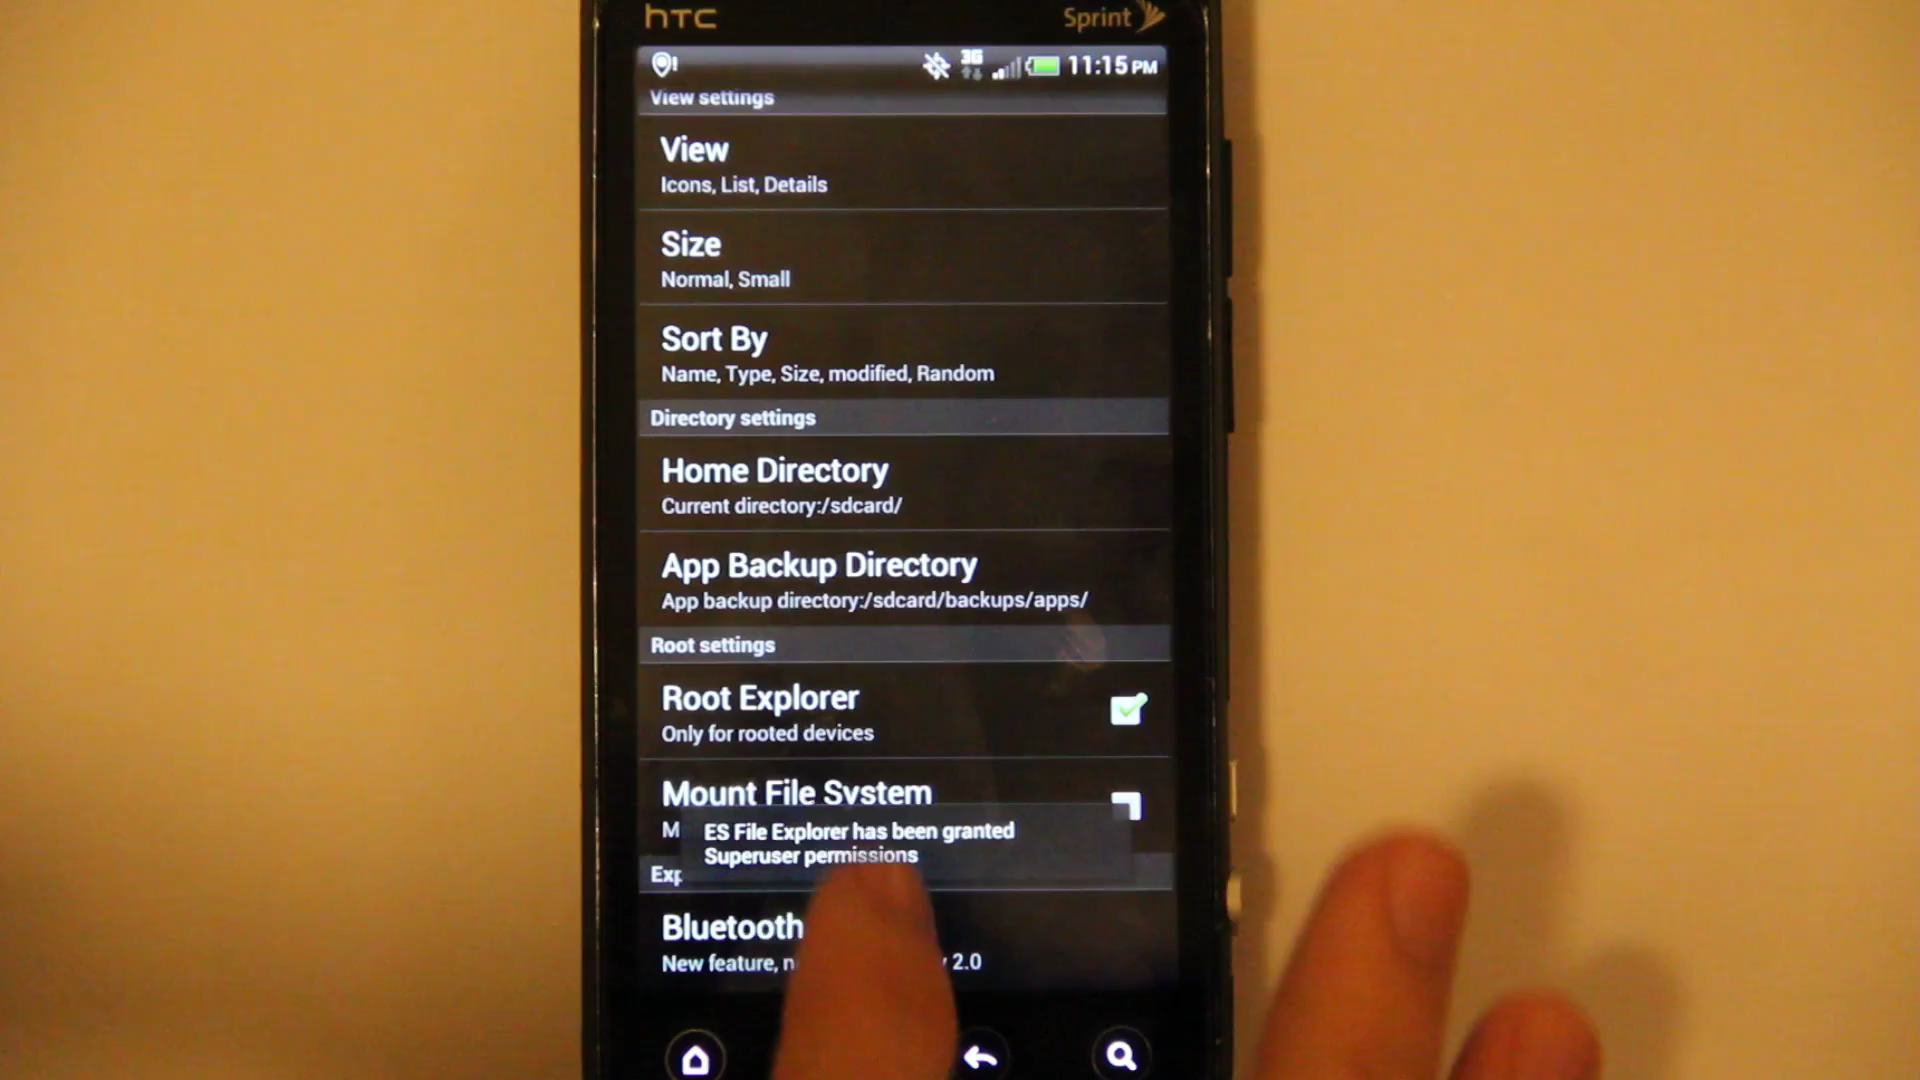 hTC
Sprint
3G
11:15 PM
View settings
View
Icons, List, Details
Size
Normal, Small
Sort By
Name, Type, Size, modified, Random
Directory settings
Home Directory
Current directory:/sdcard/
App Backup Directory
App backup directory:/sdcard/backups/apps/
Root settings
Root Explorer
Only for rooted devices
Mount File System
ES File Explorer has been granted
Superuser permissions
Bluetooth
New feature, 2.0